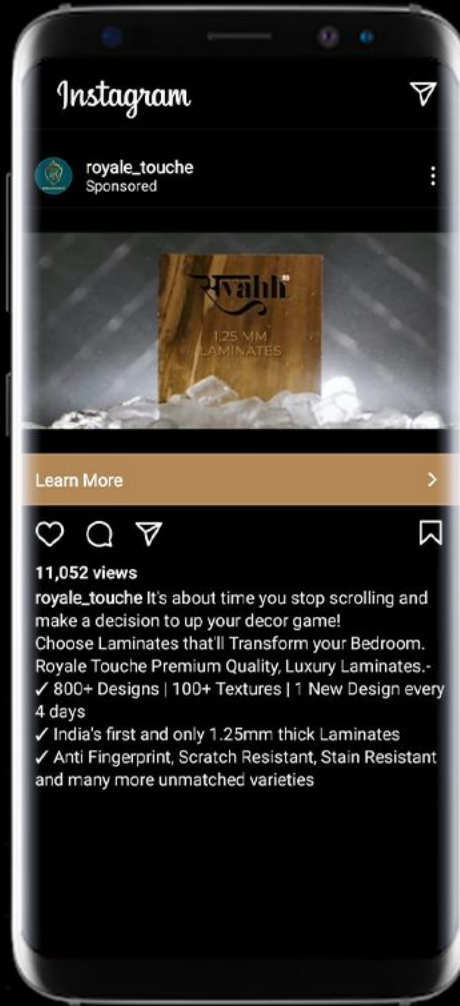 Instagram
royale_touche
Sponsored
सvahh
1.25 MM
LAMINATES
Learn More
11,052 views
royale_touche It's about time you stop scrolling and
make a decision to up your decor game!
Choose Laminates that'll Transform your Bedroom.
Royale Touche Premium Quality, Luxury Laminates.-
✓ 800+ Designs | 100+ Textures | 1 New Design every
4 days
✓ India's first and only 1.25mm thick Laminates
✓ Anti Fingerprint, Scratch Resistant, Stain Resistant
and many more unmatched varieties